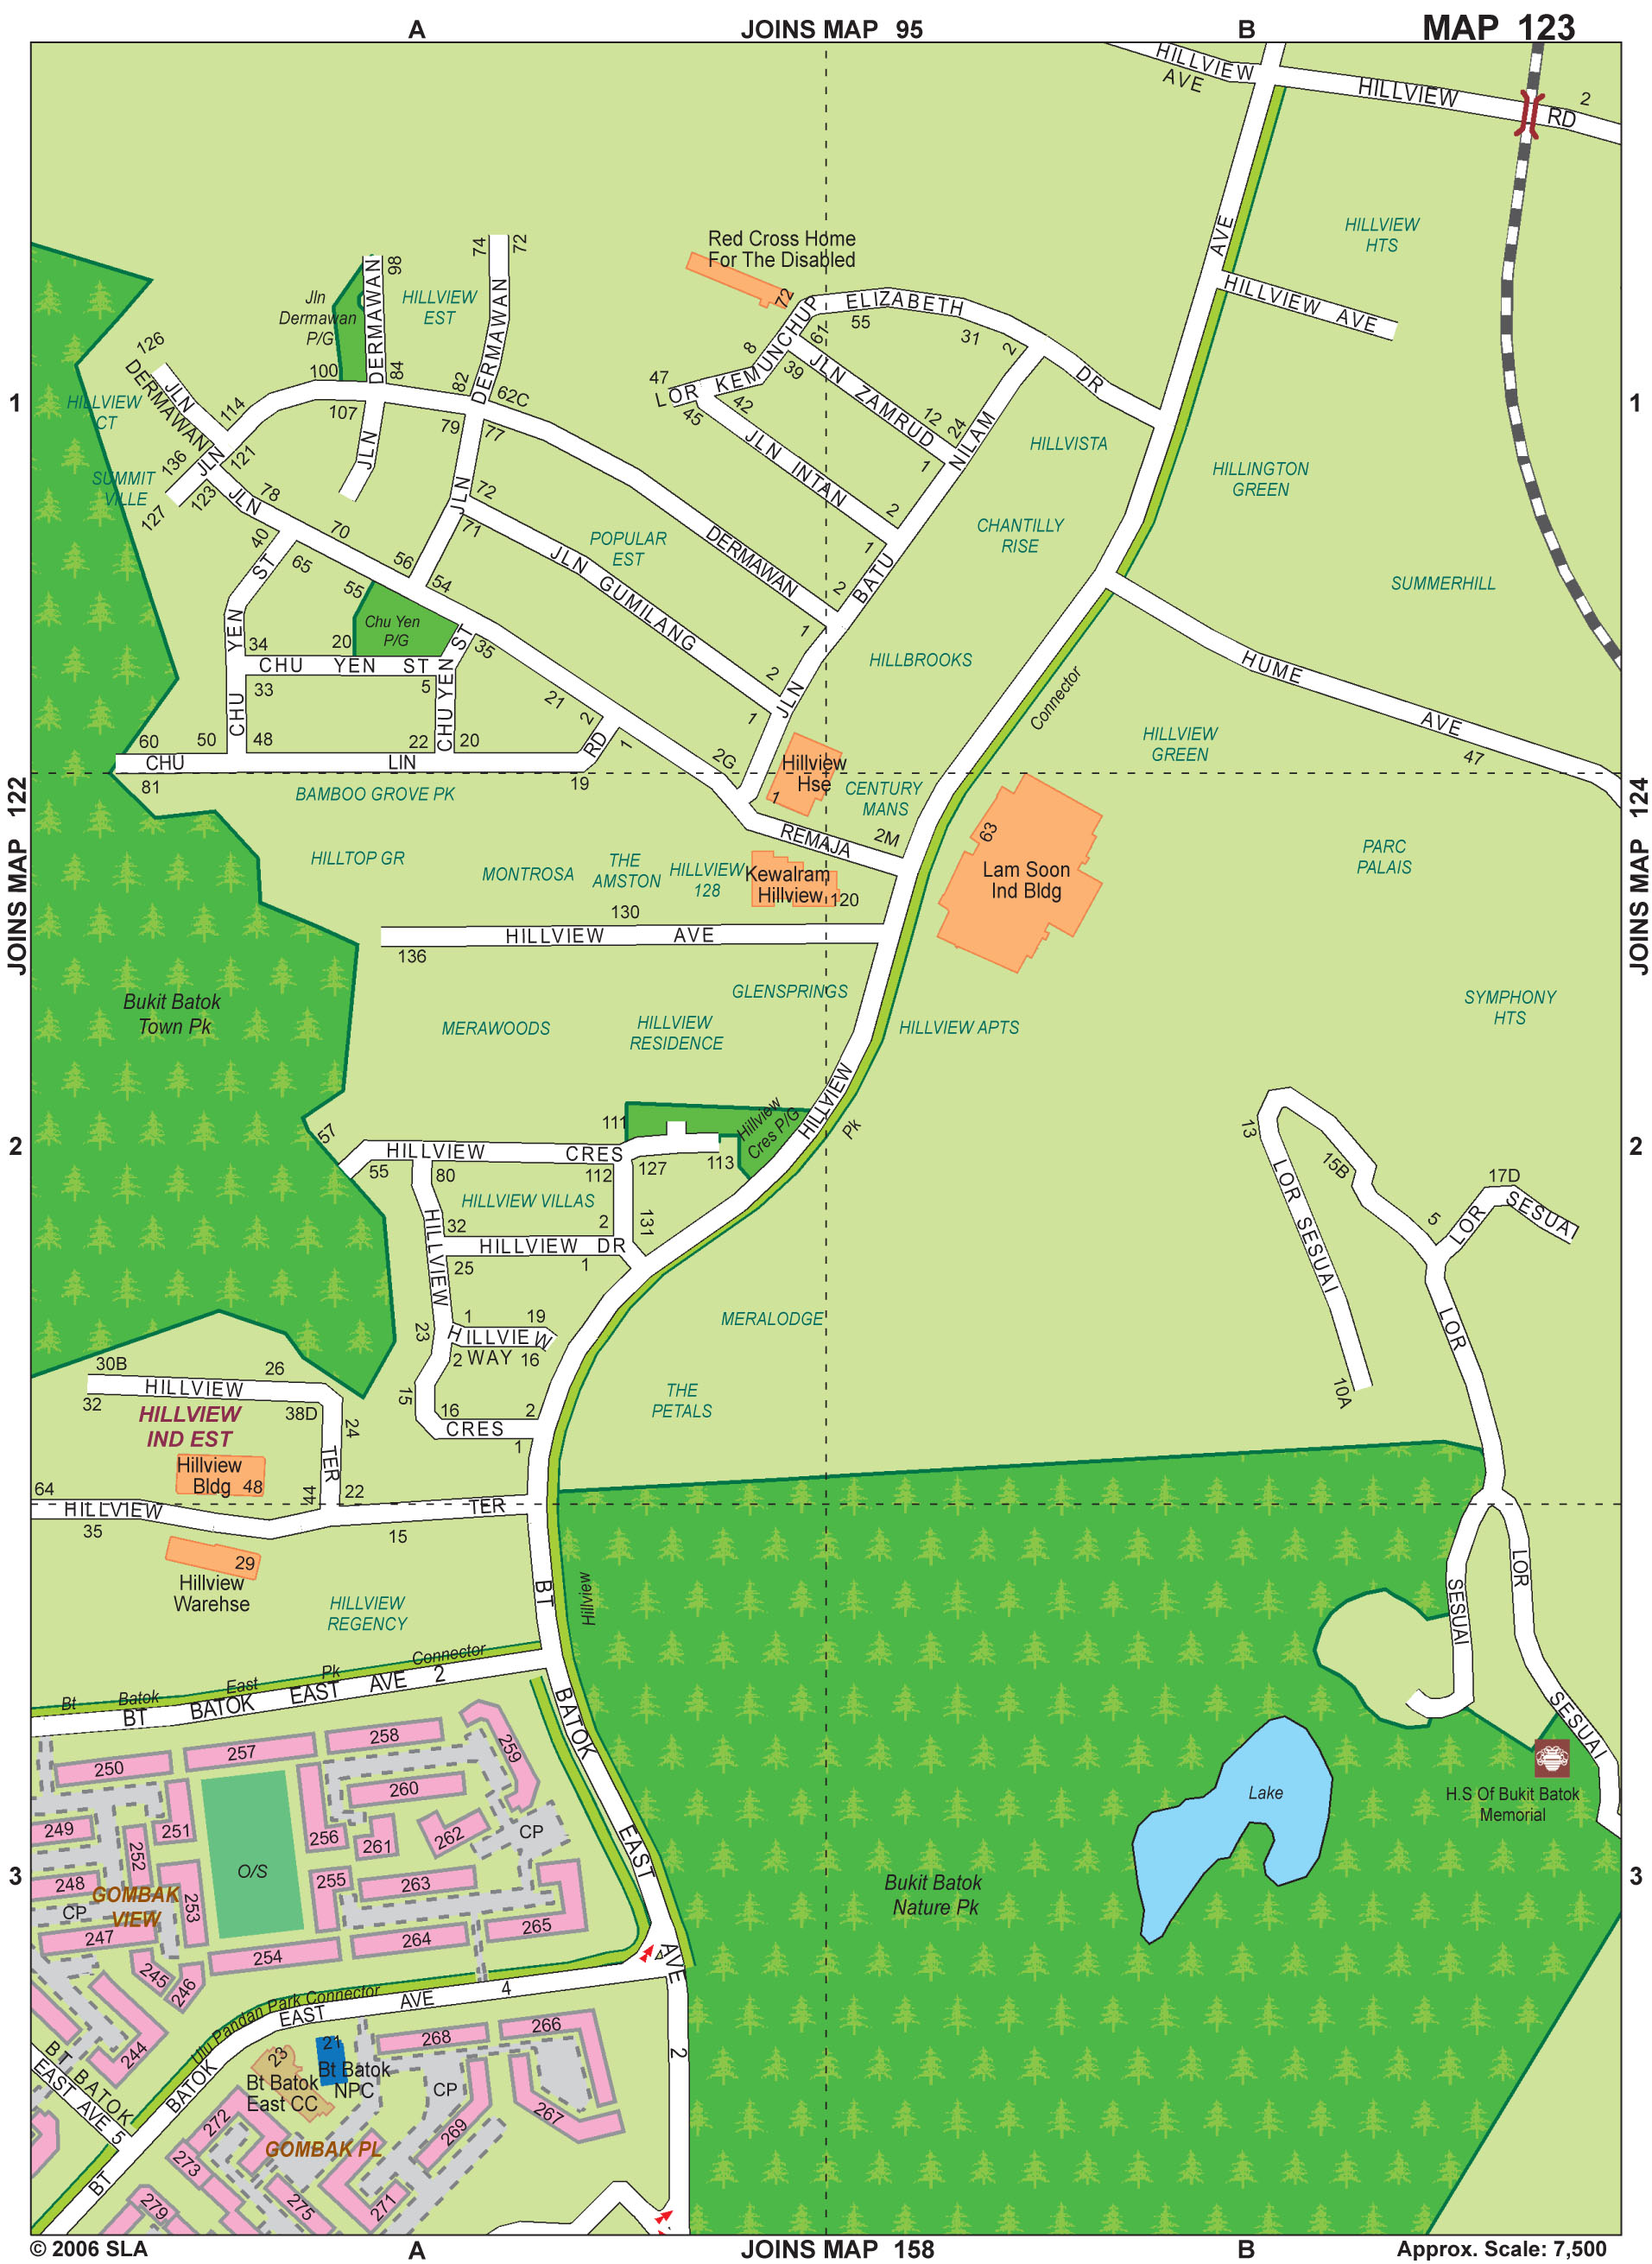 A
JOINS MAP 95
B
MAP 123
HILLVIEW
AVE
HILLVIEW
2
RD
AVE
HILLVIEW
HTS
HILLVIEW AVE
74
72
98
Red Cross Home
For The Disabled
Jln
Dermawan
P/G
DERMAWAN
HILLVIEW
EST
DERMAWAN
72
ELIZABETH
55
31
2
DR
61
8
LOR KEMUNCHUP
39
47
45
42
JLN ZAMRUD
12
24
1
NILAM
126
JLN
DERMAWAN
100
84
82
62C
114
107
79
77
HILLVIEW
CT
1
1
136
JLN
121
JLN
JLN INTAN
HILLVISTA
HILLINGTON
GREEN
SUMMIT
VILLE
127
123
JLN
78
JLN
72
71
2
1
CHANTILLY
RISE
70
40
65
56
54
55
POPULAR
EST
DERMAWAN
2
1
BATU
SUMMERHILL
ST
YEN
JLN GUMILANG
Chu Yen
P/G
34
20
ST
35
CHU YEN ST
33
5
CHU
CHU YEN
2
1
JLN
HILLBROOKS
HUME
AVE
47
Connector
21
2
RD
1
60
50
48
22
20
CHU
LIN
81
19
2G
HILLVIEW
GREEN
Hillview
Hse
1
CENTURY
MANS
BAMBOO GROVE PK
REMAJA
2M
63
Lam Soon
Ind Bldg
PARC
PALAIS
JOINS MAP 122
JOINS MAP 124
HILLTOP GR
MONTROSA
THE
AMSTON
HILLVIEW
128
Kewalram
Hillview
120
130
HILLVIEW AVE
136
Bukit Batok
Town Pk
GLENSPRINGS
MERAWOODS
HILLVIEW
RESIDENCE
HILLVIEW APTS
SYMPHONY
HTS
HILLVIEW
Pk
111
Hillview
Cres P/G
57
55
HILLVIEW CRES
80
112
127
113
2
2
HILLVIEW VILLAS
32
2
131
HILLVIEW DR
25
1
HILLVIEW
13
LOR SESUAI
15B
17D
5
LOR
SESUAI
LOR
10A
1
19
HILLVIEW
2 WAY 16
23
15
16
2
CRES
1
MERALODGE
THE
PETALS
30B
26
HILLVIEW
32
38D
24
HILLVIEW
IND EST
TER
Hillview
Bldg 48
64
44
22
HILLVIEW
TER
35
15
29
Hillview
Warehse
HILLVIEW
REGENCY
BT
Hillview
LOR
SESUAI
SESUAI
Bt Batok East Pk Connector
BT BATOK EAST AVE 2
BATOK
258
257
259
250
260
249
251
252
256
261
262
CP
EAST
H.S Of Bukit Batok
Memorial
Lake
O/S
3
3
248
GOMBAK
VIEW
CP
253
255
263
247
254
264
265
Bukit Batok
Nature Pk
AVE
245
246
Ulu Pandan Park Connector
EAST AVE 4
244
BT BATOK
EAST AVE 5
BATOK
23
21
Bt Batok
NPC
Bt Batok
East CC
268
266
CP
267
2
272
269
GOMBAK PL
273
BT
279
275
271
© 2006 SLA
A
JOINS MAP 158
B
Approx. Scale: 7,500